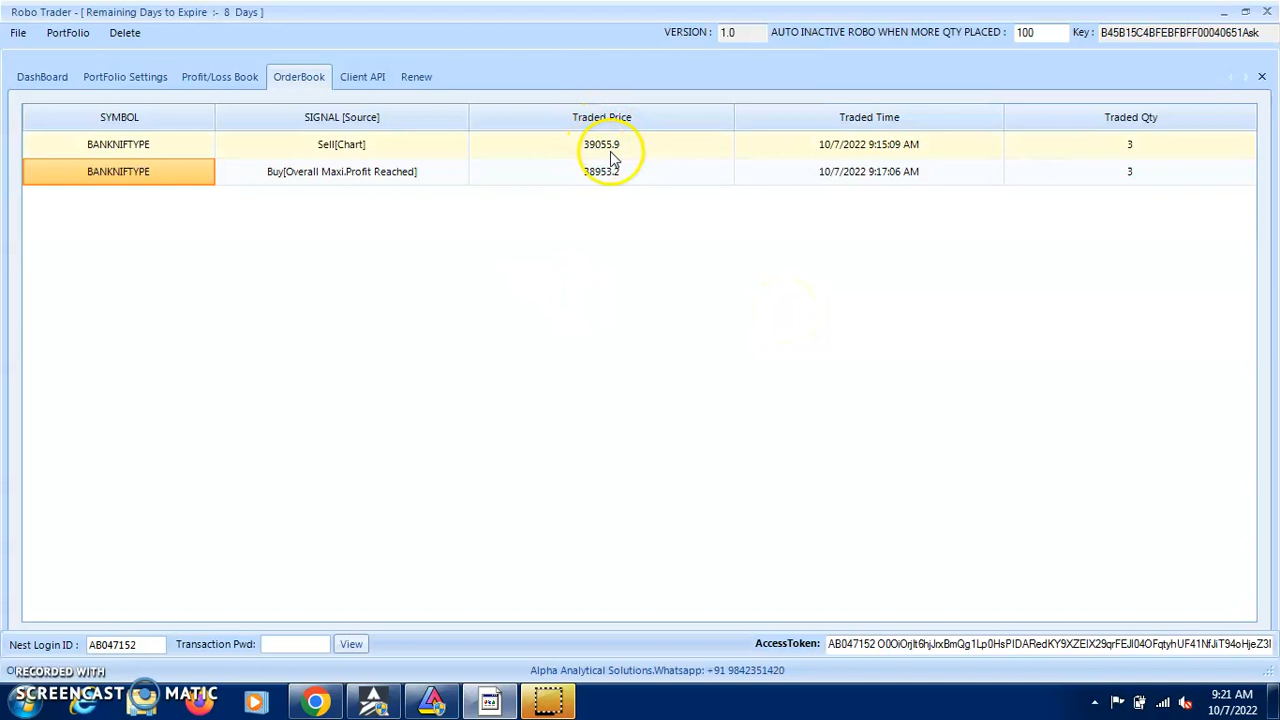 Robo Trader - [ Remaining Days to Expire :- 8 Days ]
File PortFolio Delete VERSION : 1.0 AUTO INACTIVE ROBO WHEN MORE QTY PLACED : 100 Key : B45B15C4BFEBFBFF00040651Ask
DashBoard PortFolio Settings Profit/Loss Book OrderBook Client API Renew
SYMBOL SIGNAL [Source] Traded Price Traded Time Traded Qty
BANKNIFTYPE Sell[Chart] 39055.9 10/7/2022 9:15:09 AM 3
BANKNIFTYPE Buy[Overall Maxi.Profit Reached] 38953.2 10/7/2022 9:17:06 AM 3
Nest Login ID : AB047152 Transaction Pwd: View AccessToken : AB047152
Alpha Analytical Solutions.Whatsapp: +91 9842351420
RECORDED WITH
SCREENCAST MATIC
9:21 AM
10/7/2022